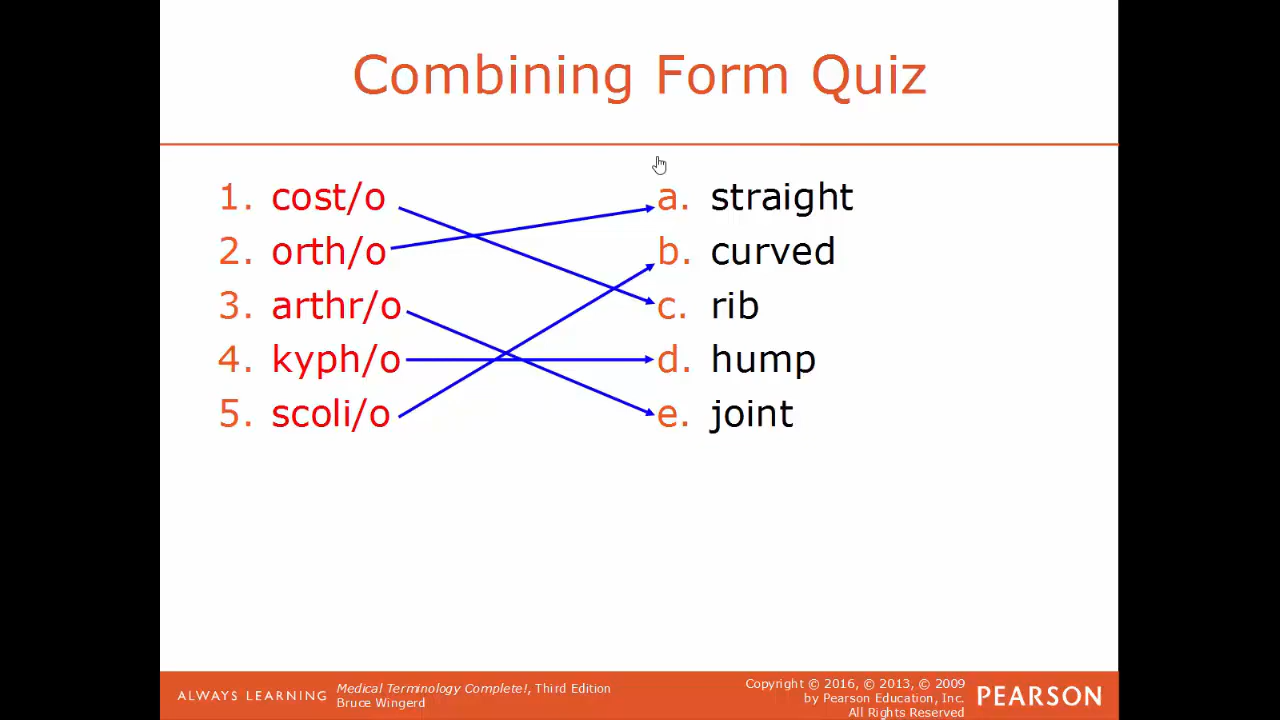 Combining Form Quiz
1. cost/o
2. orth/o
3. arthr/o
4. kyph/o
5. scoli/o
a. straight
b. curved
c. rib
d. hump
e. joint
ALWAYS LEARNING
Medical Terminology Complete!, Third Edition
Bruce Wingerd
Copyright © 2016, © 2013, © 2009
by Pearson Education, Inc.
All Rights Reserved
PEARSON